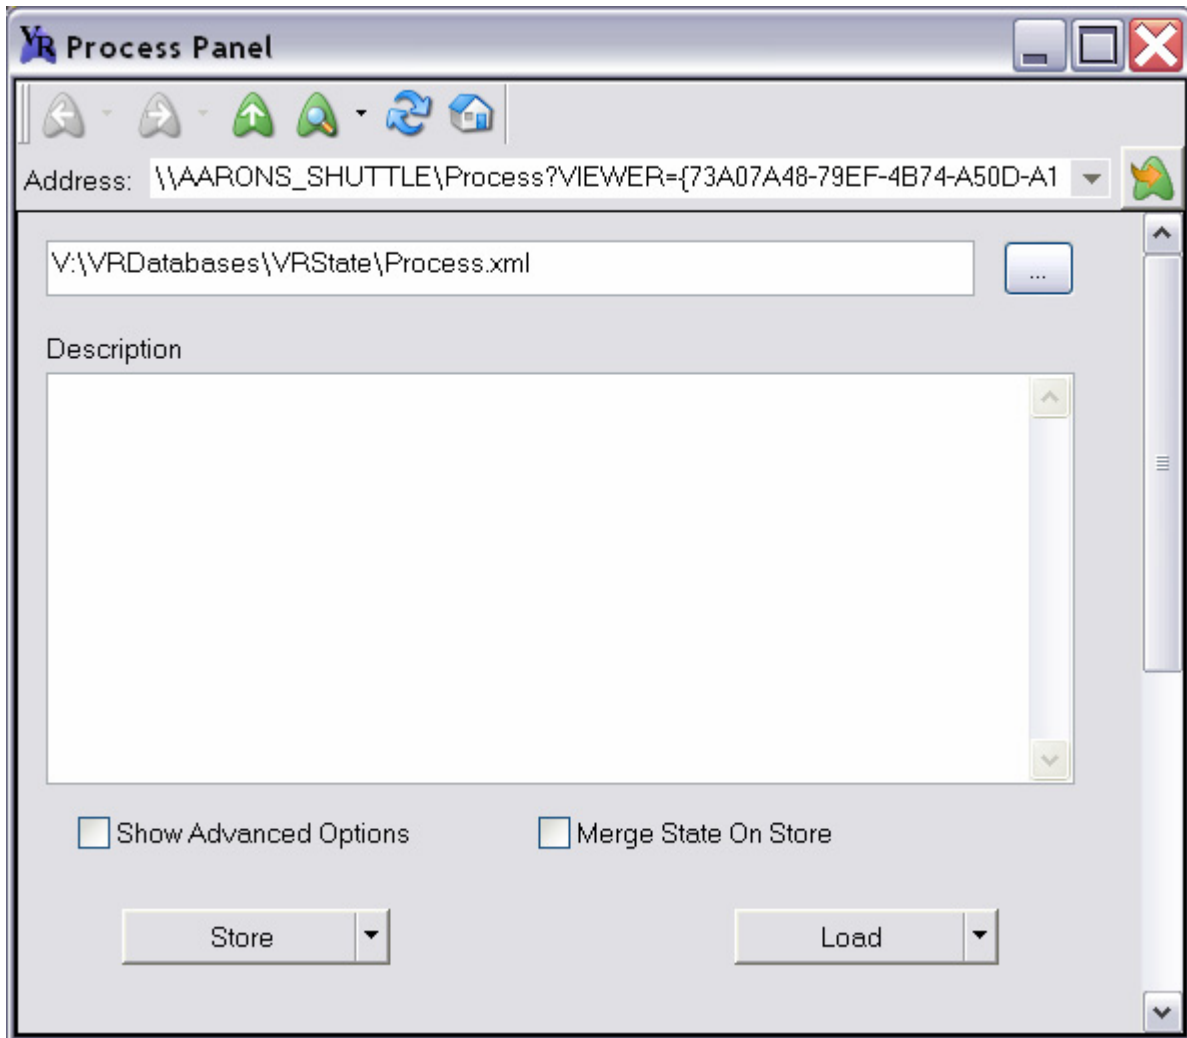 VR Process Panel
Address: \\AARONS_SHUTTLE\Process?VIEWER={73A07A48-79EF-4B74-A50D-A1
V:\VRDatabases\VRState\Process.xml ...
Description
Show Advanced Options Merge State On Store
Store Load